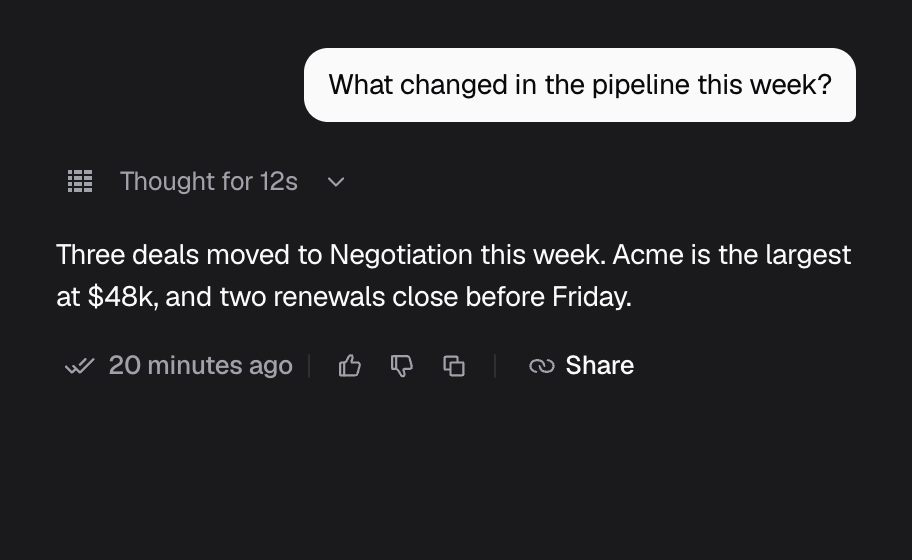 What changed in the pipeline this week?
Thought for 12s
Three deals moved to Negotiation this week. Acme is the largest
at $48k, and two renewals close before Friday.
20 minutes ago
Share